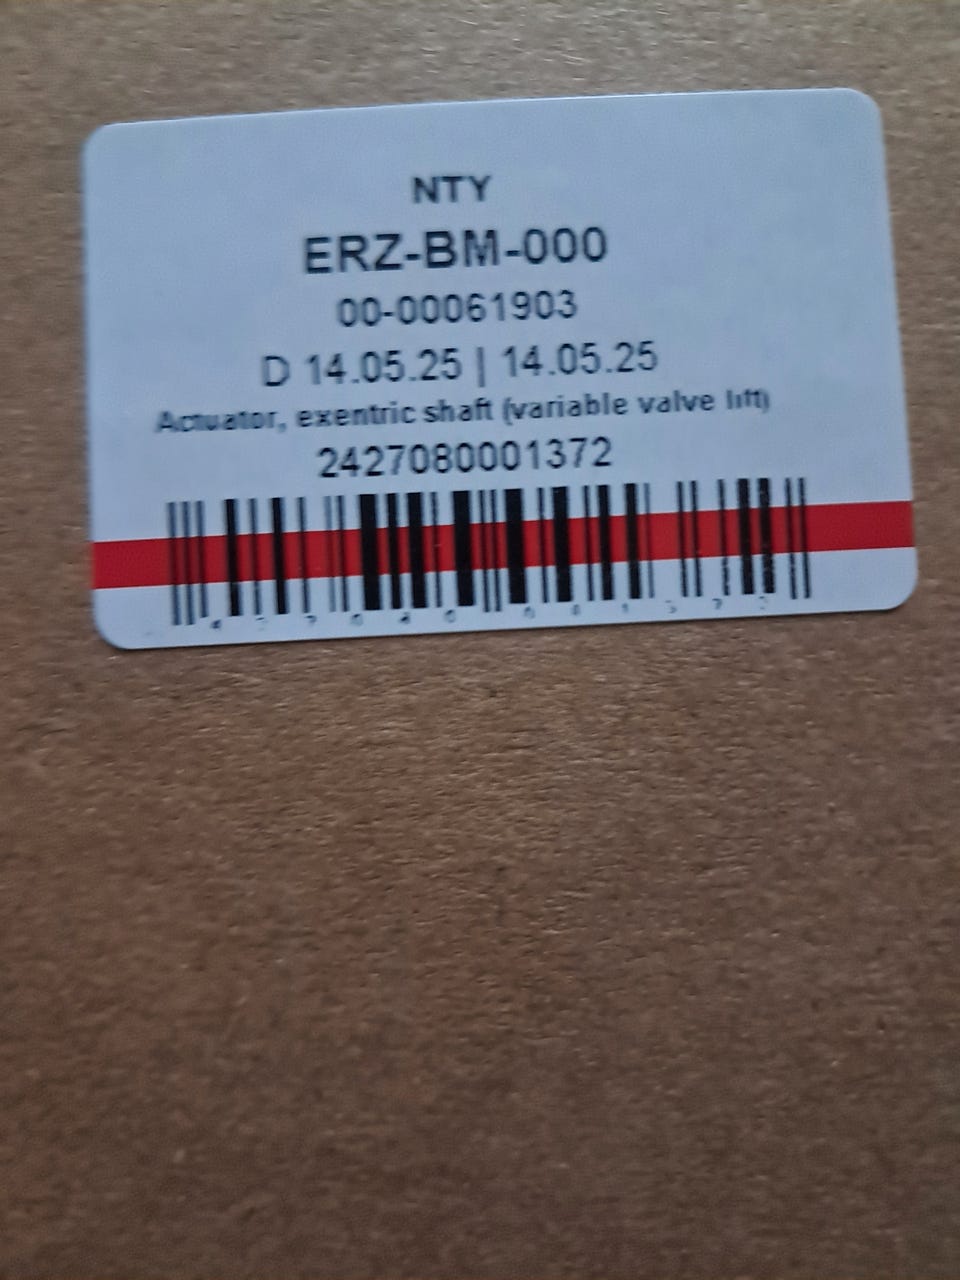 NTY
ERZ-BM-000
00-00061903
D 14.05.25 | 14.05.25
Actuator, exentric shaft (variable valve lift)
2427080001372